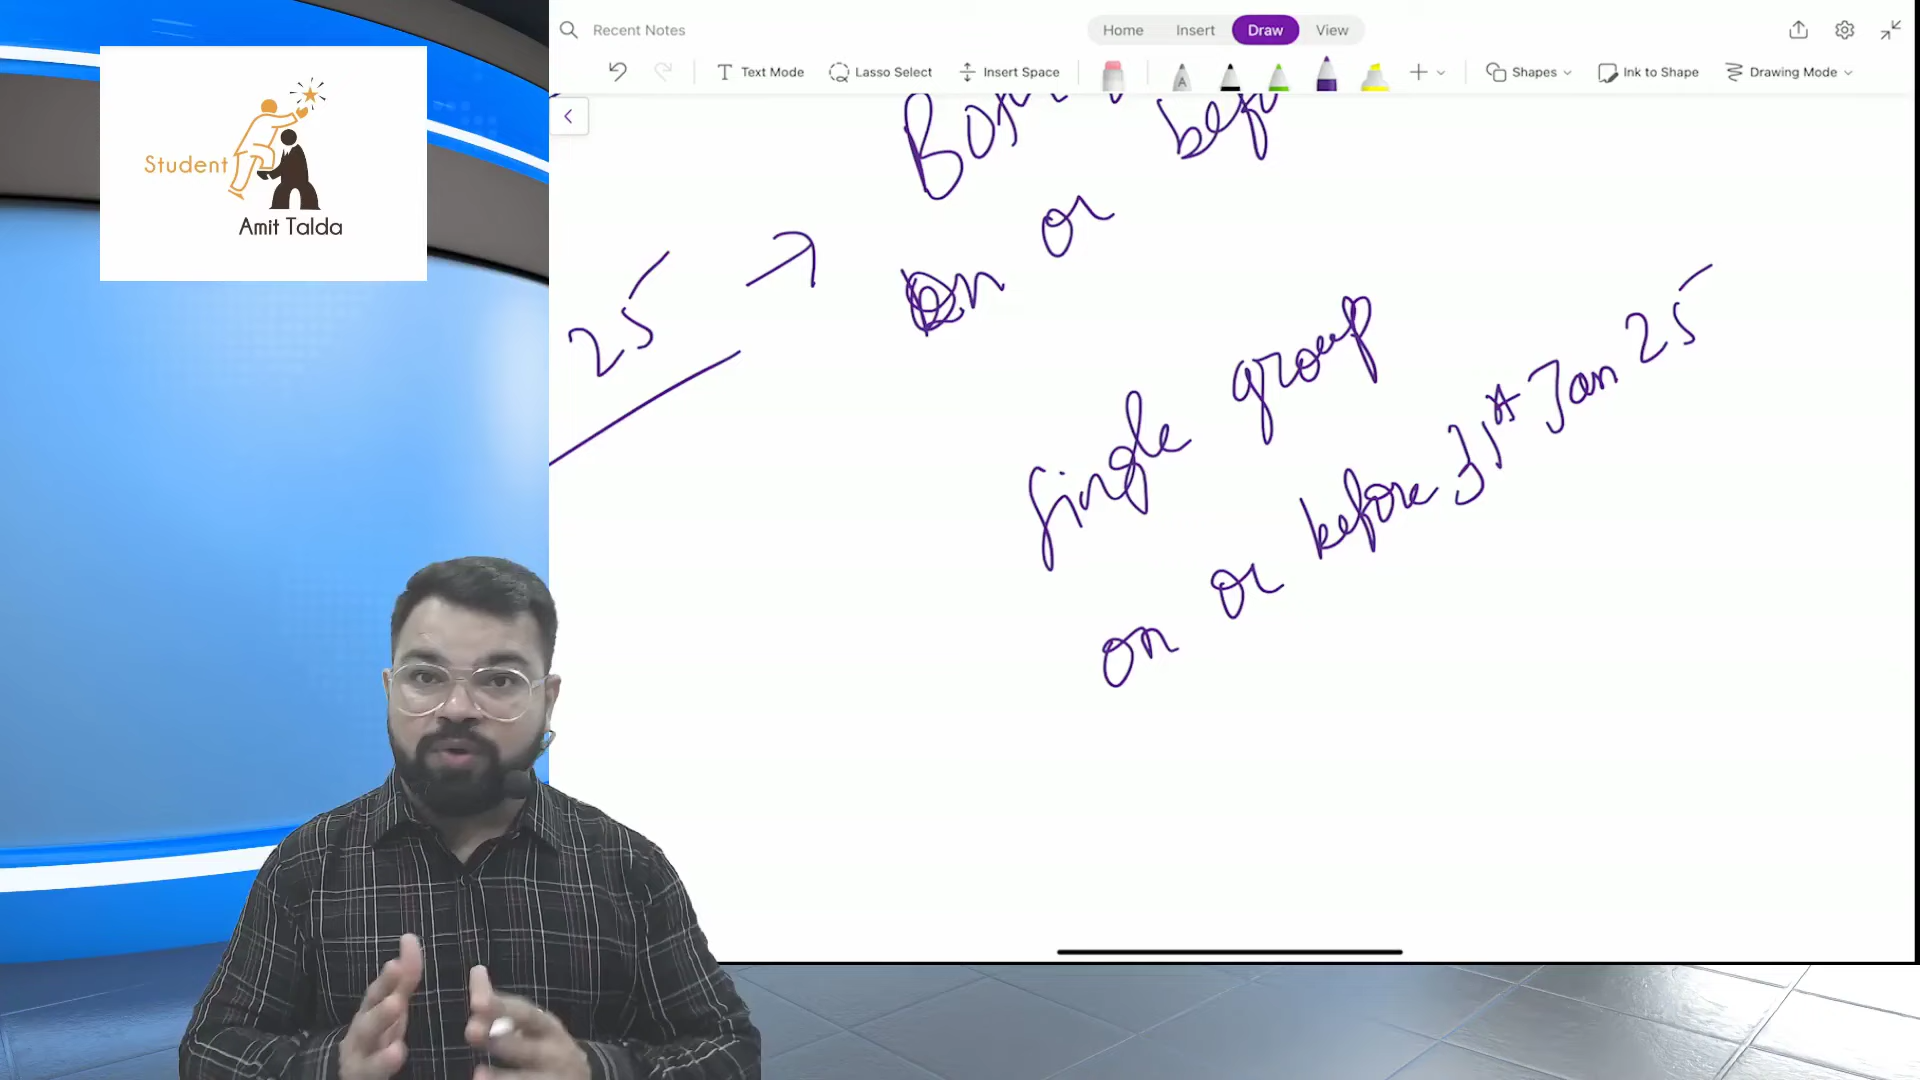 Student
Amit Talda
Recent Notes
Home Insert Draw View
Text Mode Lasso Select Insert Space Shapes Ink to Shape Drawing Mode
25 →
on or
single group
on or before 31st Jan 25